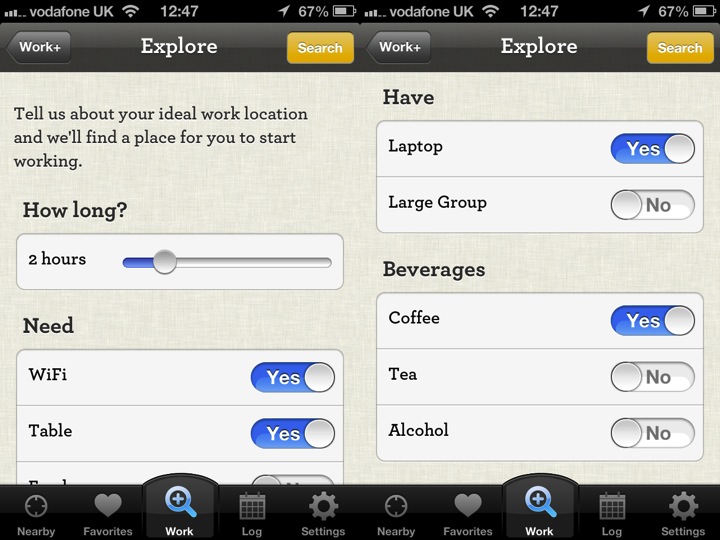 vodafone UK 12:47 67%
Work+ Explore Search
Tell us about your ideal work location
and we'll find a place for you to start
working.
How long?
2 hours
Need
WiFi Yes
Table Yes
Nearby Favorites Work Log Settings
vodafone UK 12:47 67%
Work+ Explore Search
Have
Laptop Yes
Large Group No
Beverages
Coffee Yes
Tea No
Alcohol No
Nearby Favorites Work Log Settings